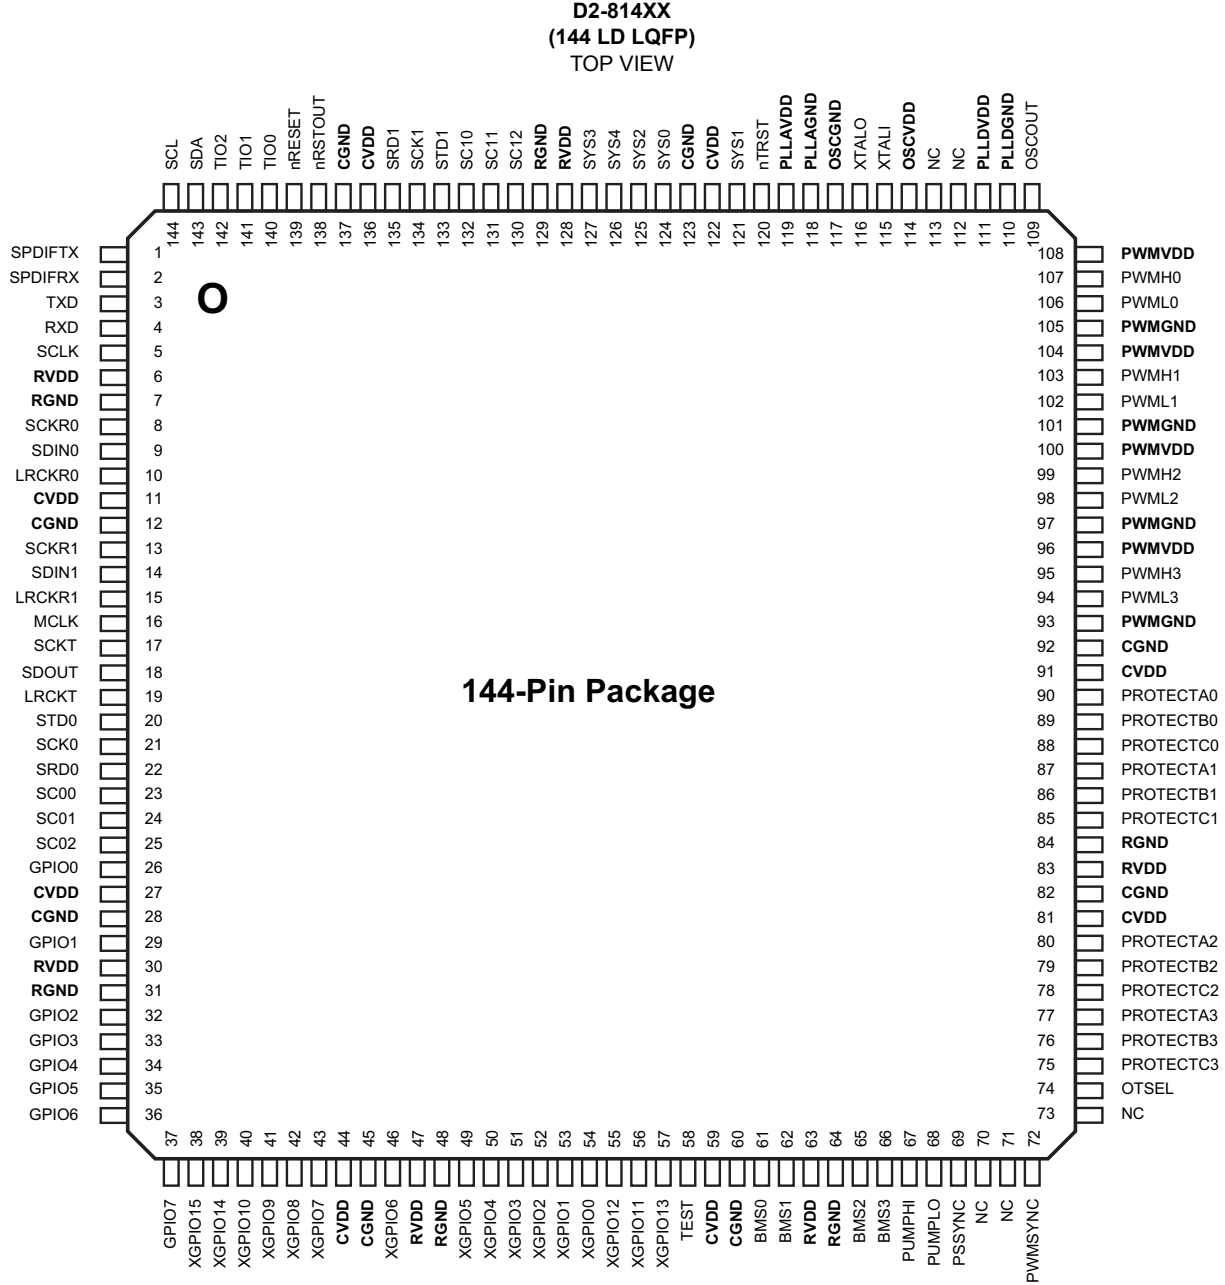 D2-814XX
(144 LD LQFP)
TOP VIEW
SCL SDA TIO2 TIO1 TIO0 nRESET nRSTOUT CGND CVDD SRD1 SCK1 STD1 SC10 SC11 SC12 RGND RVDD SYS3 SYS4 SYS2 SYS0 CGND CVDD SYS1 nTRST PLLAVDD PLLAGND OSCGND XTALO XTALI OSCVDD NC NC PLLDVDD PLLDGND OSCOUT
144 143 142 141 140 139 138 137 136 135 134 133 132 131 130 129 128 127 126 125 124 123 122 121 120 119 118 117 116 115 114 113 112 111 110 109
SPDIFTX 1 108 PWMVDD
SPDIFRX 2 107 PWMH0
O
TXD 3 106 PWML0
RXD 4 105 PWMGND
SCLK 5 104 PWMVDD
RVDD 6 103 PWMH1
RGND 7 102 PWML1
SCKR0 8 101 PWMGND
SDIN0 9 100 PWMVDD
LRCKR0 10 99 PWMH2
CVDD 11 98 PWML2
CGND 12 97 PWMGND
SCKR1 13 96 PWMVDD
SDIN1 14 95 PWMH3
LRCKR1 15 94 PWML3
MCLK 16 93 PWMGND
SCKT 17 92 CGND
SDOUT 18 91 CVDD
144-Pin Package
LRCKT 19 90 PROTECTA0
STD0 20 89 PROTECTB0
SCK0 21 88 PROTECTC0
SRD0 22 87 PROTECTA1
SC00 23 86 PROTECTB1
SC01 24 85 PROTECTC1
SC02 25 84 RGND
GPIO0 26 83 RVDD
CVDD 27 82 CGND
CGND 28 81 CVDD
GPIO1 29 80 PROTECTA2
RVDD 30 79 PROTECTB2
RGND 31 78 PROTECTC2
GPIO2 32 77 PROTECTA3
GPIO3 33 76 PROTECTB3
GPIO4 34 75 PROTECTC3
GPIO5 35 74 OTSEL
GPIO6 36 73 NC
37 38 39 40 41 42 43 44 45 46 47 48 49 50 51 52 53 54 55 56 57 58 59 60 61 62 63 64 65 66 67 68 69 70 71 72
GPIO7 XGPIO15 XGPIO14 XGPIO10 XGPIO9 XGPIO8 XGPIO7 CVDD CGND XGPIO6 RVDD RGND XGPIO5 XGPIO4 XGPIO3 XGPIO2 XGPIO1 XGPIO0 XGPIO12 XGPIO11 XGPIO13 TEST CVDD CGND BMS0 BMS1 RVDD RGND BMS2 BMS3 PUMPHI PUMPLO PSSYNC NC NC PWMSYNC